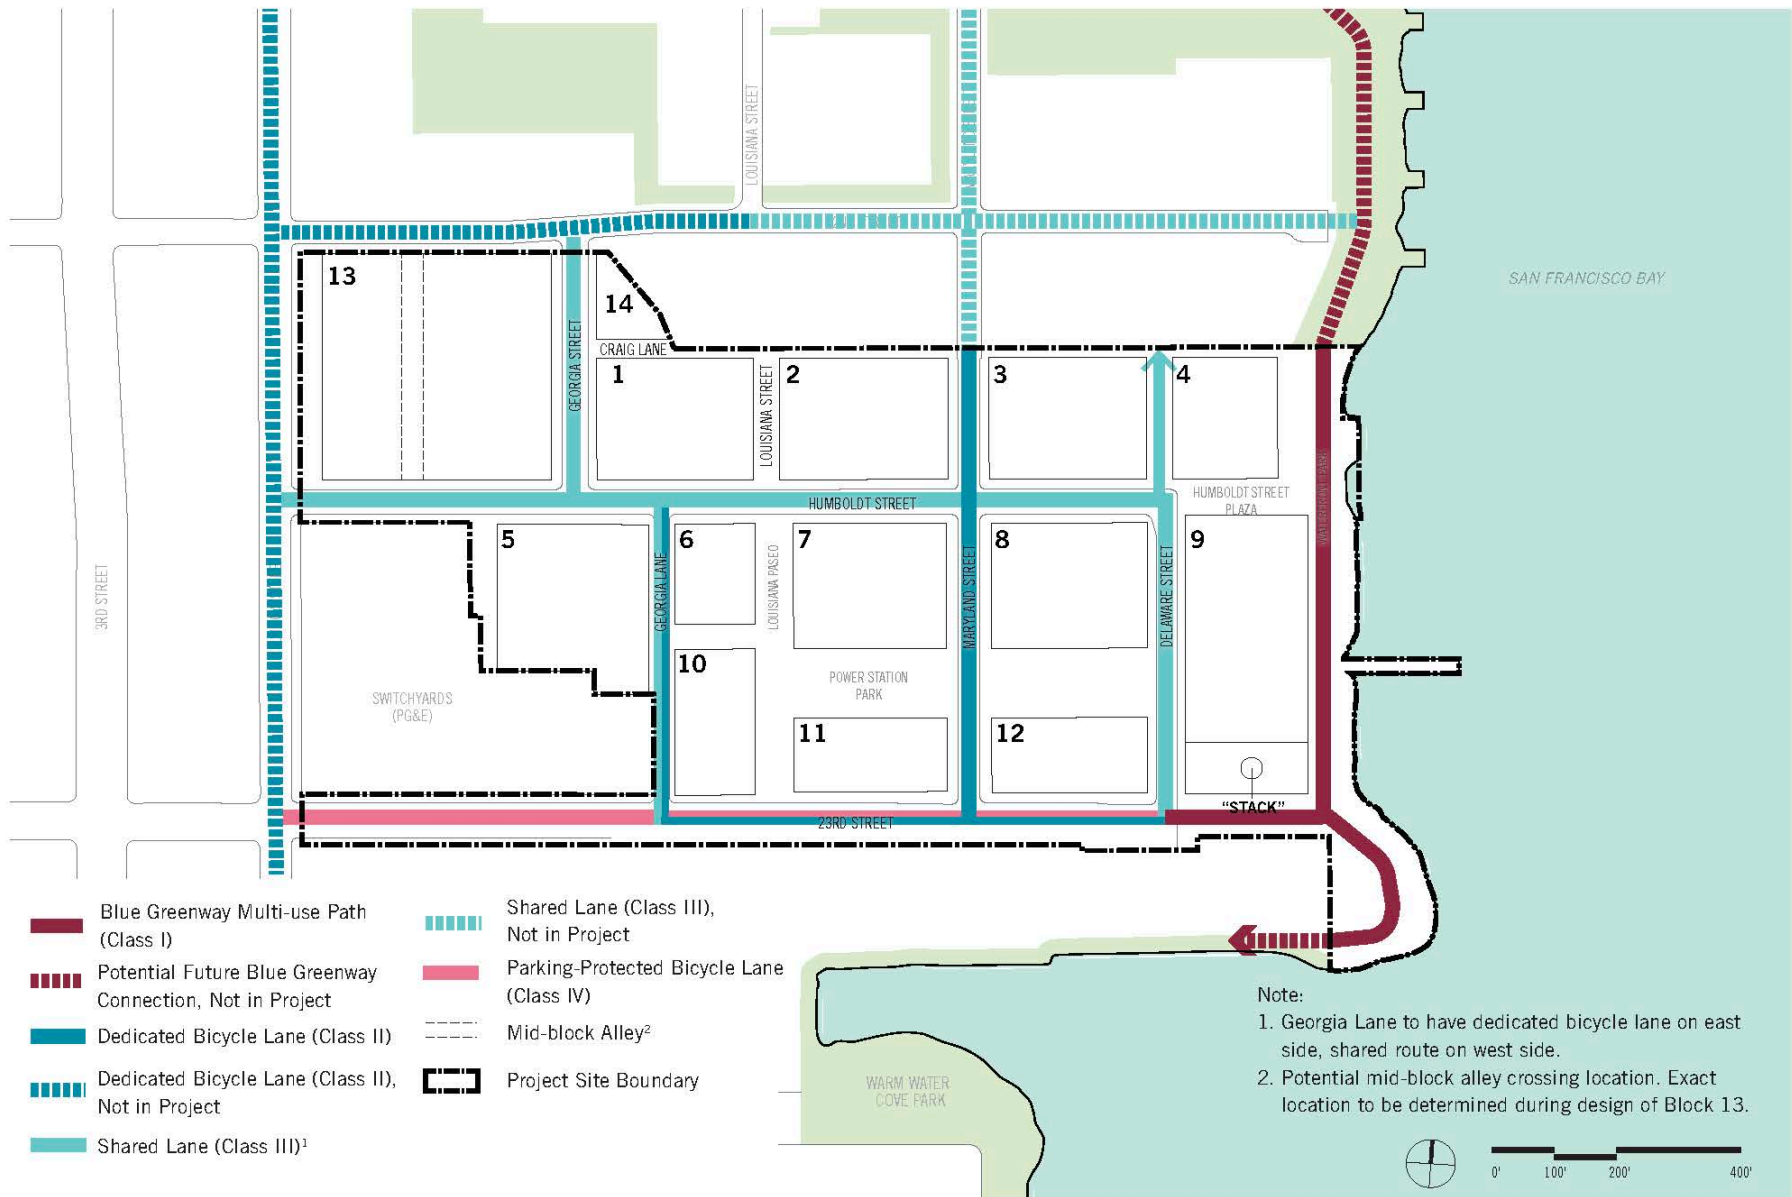 LOUISIANA STREET
SAN FRANCISCO BAY
13
14
GEORGIA STREET
CRAIG LANE
1
LOUISIANA STREET
2
3
4
HUMBOLDT STREET
HUMBOLDT STREET
PLAZA
WATERFRONT PARK
3RD STREET
5
GEORGIA LANE
6
LOUISIANA PASEO
7
MARYLAND STREET
8
DELAWARE STREET
9
10
POWER STATION
PARK
SWITCHYARDS
(PG&E)
11
12
"STACK"
23RD STREET
Blue Greenway Multi-use Path
(Class I)
Potential Future Blue Greenway
Connection, Not in Project
Dedicated Bicycle Lane (Class II)
Dedicated Bicycle Lane (Class II),
Not in Project
Shared Lane (Class III)¹
Shared Lane (Class III),
Not in Project
Parking-Protected Bicycle Lane
(Class IV)
Mid-block Alley²
Project Site Boundary
WARM WATER
COVE PARK
Note:
1. Georgia Lane to have dedicated bicycle lane on east
side, shared route on west side.
2. Potential mid-block alley crossing location. Exact
location to be determined during design of Block 13.
0' 100' 200' 400'